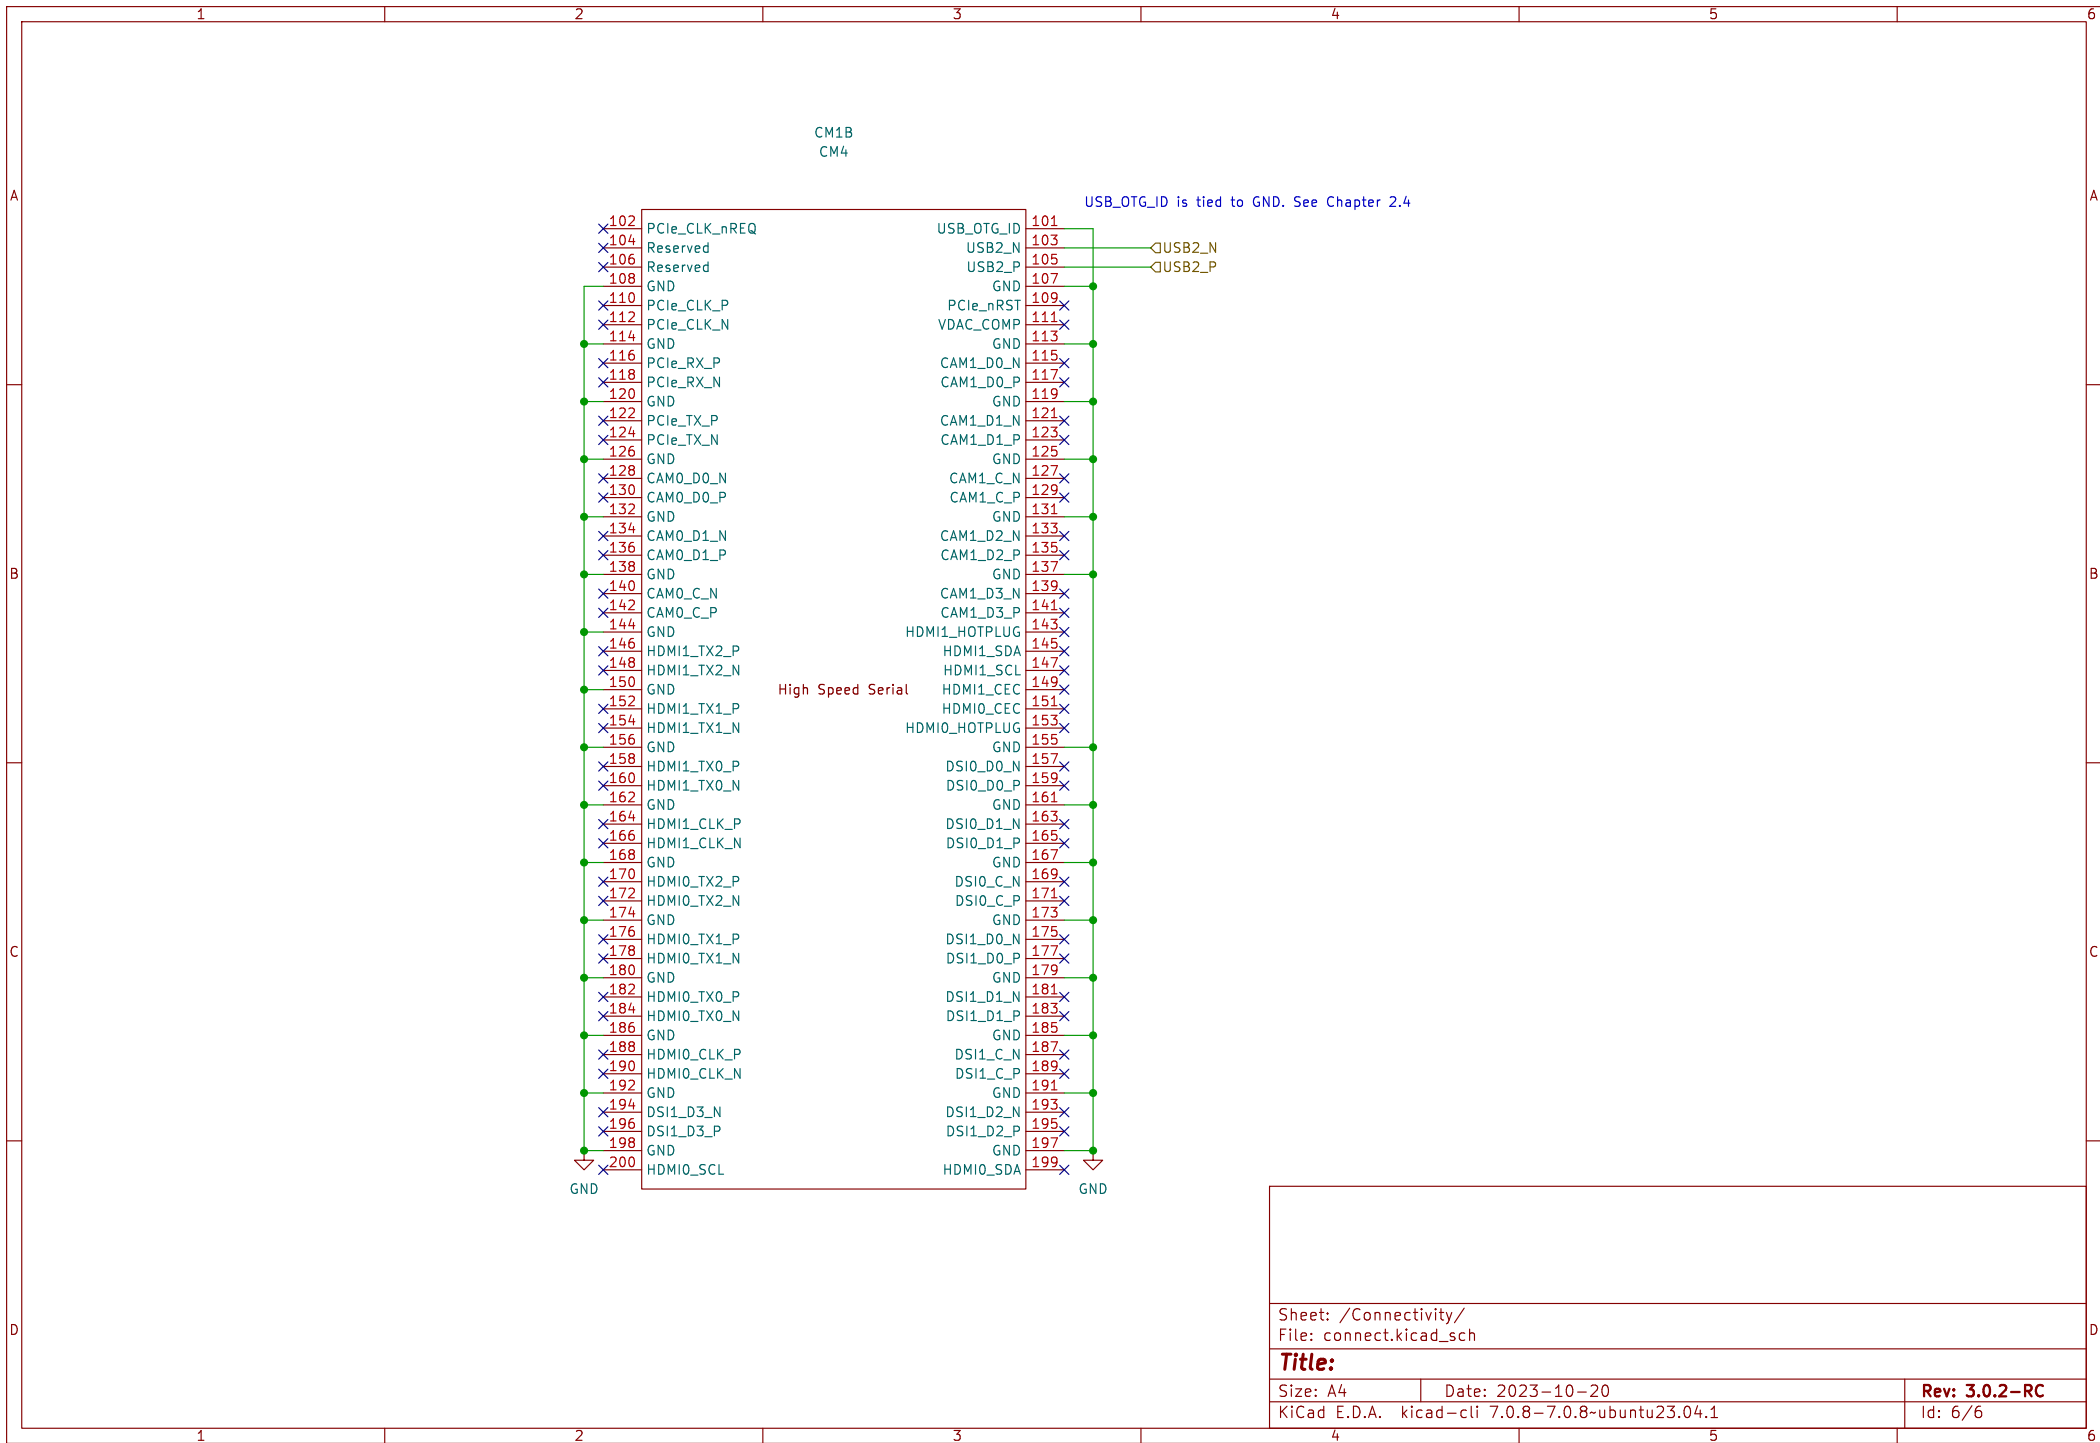 1 2 3 4 5 6
CM1B
CM4
A A
USB_OTG_ID is tied to GND. See Chapter 2.4
102 PCIe_CLK_nREQ USB_OTG_ID 101
104 Reserved USB2_N 103 USB2_N
106 Reserved USB2_P 105 USB2_P
108 GND GND 107
110 PCIe_CLK_P PCIe_nRST 109
112 PCIe_CLK_N VDAC_COMP 111
114 GND GND 113
116 PCIe_RX_P CAM1_D0_N 115
118 PCIe_RX_N CAM1_D0_P 117
120 GND GND 119
122 PCIe_TX_P CAM1_D1_N 121
124 PCIe_TX_N CAM1_D1_P 123
126 GND GND 125
128 CAM0_D0_N CAM1_C_N 127
130 CAM0_D0_P CAM1_C_P 129
132 GND GND 131
134 CAM0_D1_N CAM1_D2_N 133
136 CAM0_D1_P CAM1_D2_P 135
B 138 GND GND 137 B
140 CAM0_C_N CAM1_D3_N 139
142 CAM0_C_P CAM1_D3_P 141
144 GND HDMI1_HOTPLUG 143
146 HDMI1_TX2_P HDMI1_SDA 145
148 HDMI1_TX2_N HDMI1_SCL 147
150 GND High Speed Serial HDMI1_CEC 149
152 HDMI1_TX1_P HDMI0_CEC 151
154 HDMI1_TX1_N HDMI0_HOTPLUG 153
156 GND GND 155
158 HDMI1_TX0_P DSI0_D0_N 157
160 HDMI1_TX0_N DSI0_D0_P 159
162 GND GND 161
164 HDMI1_CLK_P DSI0_D1_N 163
166 HDMI1_CLK_N DSI0_D1_P 165
168 GND GND 167
170 HDMI0_TX2_P DSI0_C_N 169
172 HDMI0_TX2_N DSI0_C_P 171
174 GND GND 173
176 HDMI0_TX1_P DSI1_D0_N 175
C 178 HDMI0_TX1_N DSI1_D0_P 177 C
180 GND GND 179
182 HDMI0_TX0_P DSI1_D1_N 181
184 HDMI0_TX0_N DSI1_D1_P 183
186 GND GND 185
188 HDMI0_CLK_P DSI1_C_N 187
190 HDMI0_CLK_N DSI1_C_P 189
192 GND GND 191
194 DSI1_D3_N DSI1_D2_N 193
196 DSI1_D3_P DSI1_D2_P 195
198 GND GND 197
200 HDMI0_SCL HDMI0_SDA 199
GND GND
Sheet: /Connectivity/
D D
File: connect.kicad_sch
Title:
Size: A4 Date: 2023-10-20 Rev: 3.0.2-RC
KiCad E.D.A. kicad-cli 7.0.8-7.0.8~ubuntu23.04.1 Id: 6/6
1 2 3 4 5 6